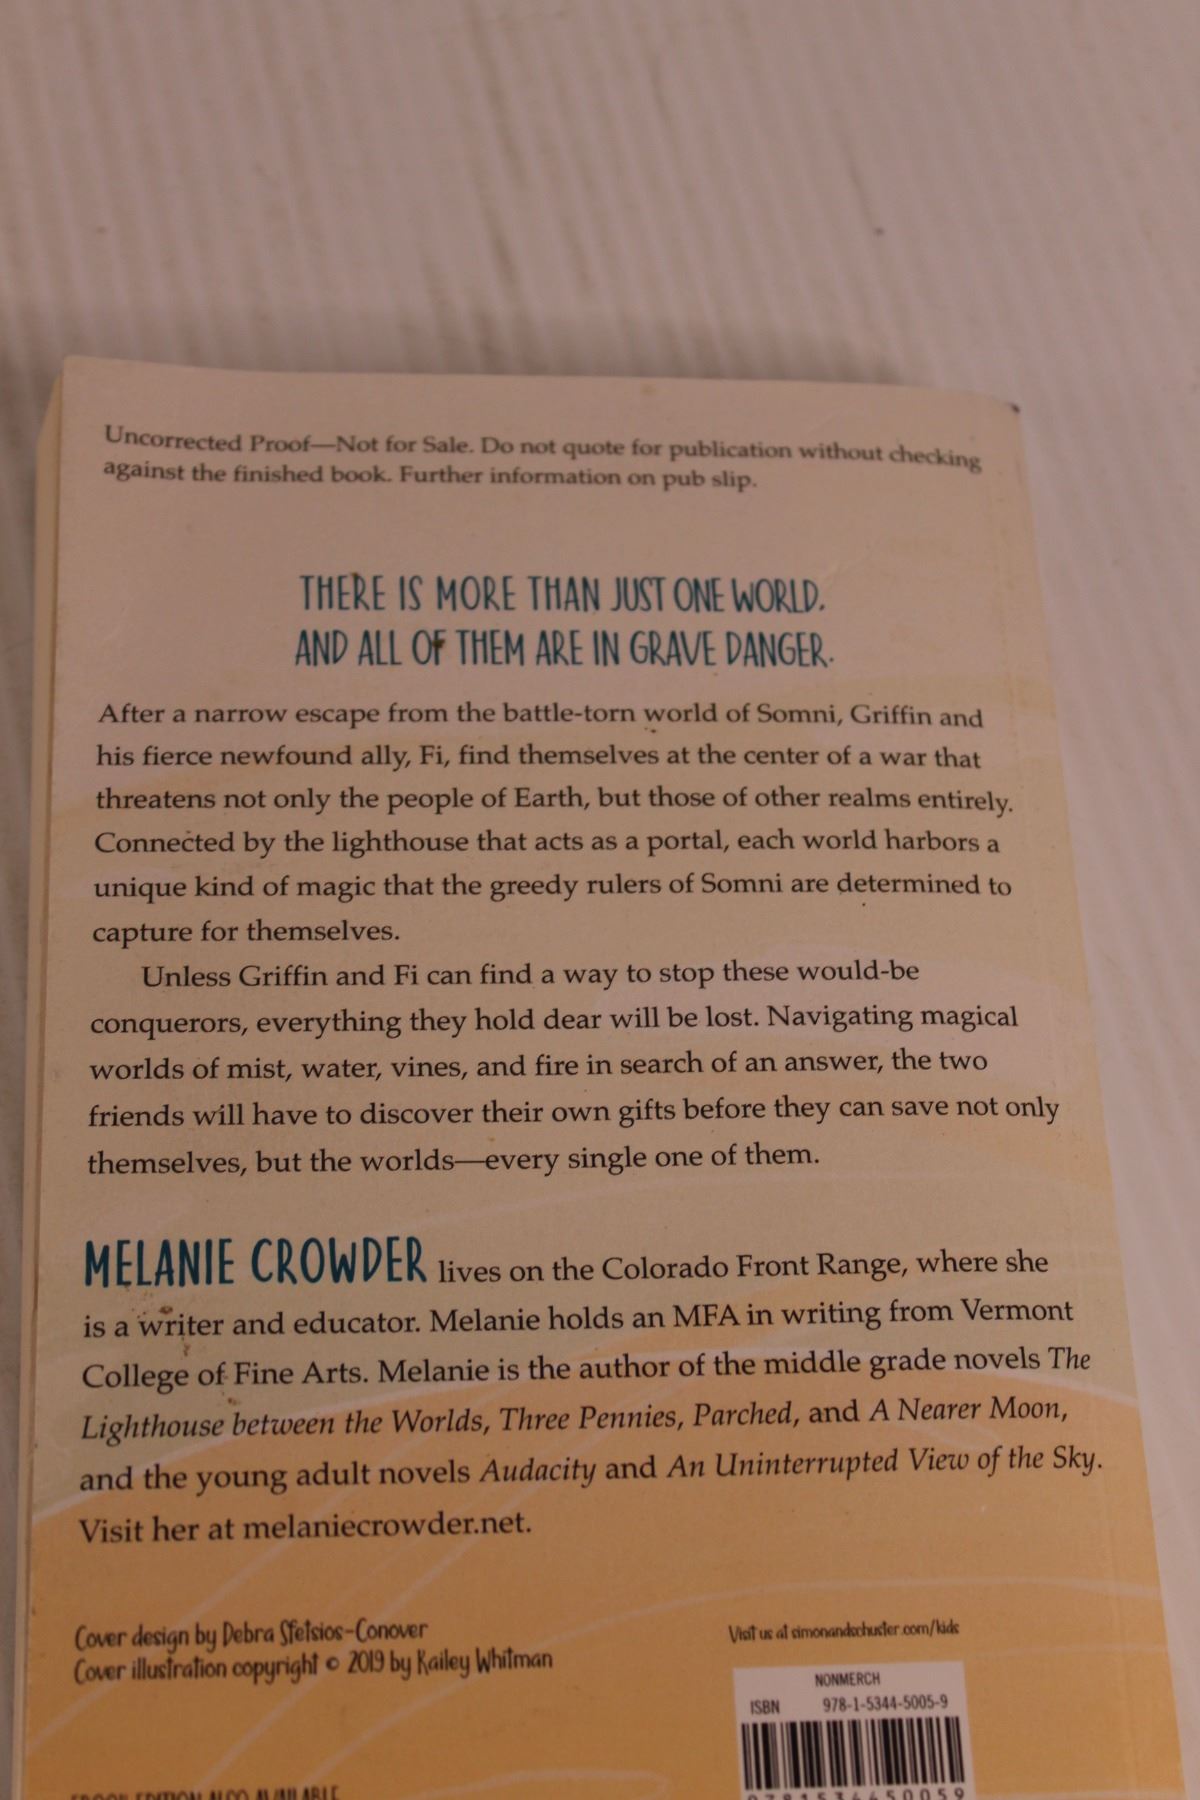 Uncorrected Proof—Not for Sale. Do not quote for publication without checking
against the finished book. Further information on pub slip.
THERE IS MORE THAN JUST ONE WORLD.
AND ALL OF THEM ARE IN GRAVE DANGER.
After a narrow escape from the battle-torn world of Somni, Griffin and
his fierce newfound ally, Fi, find themselves at the center of a war that
threatens not only the people of Earth, but those of other realms entirely.
Connected by the lighthouse that acts as a portal, each world harbors a
unique kind of magic that the greedy rulers of Somni are determined to
capture for themselves.
Unless Griffin and Fi can find a way to stop these would-be
conquerors, everything they hold dear will be lost. Navigating magical
worlds of mist, water, vines, and fire in search of an answer, the two
friends will have to discover their own gifts before they can save not only
themselves, but the worlds—every single one of them.
MELANIE CROWDER lives on the Colorado Front Range, where she
is a writer and educator. Melanie holds an MFA in writing from Vermont
College of Fine Arts. Melanie is the author of the middle grade novels The
Lighthouse between the Worlds, Three Pennies, Parched, and A Nearer Moon,
and the young adult novels Audacity and An Uninterrupted View of the Sky.
Visit her at melaniecrowder.net.
Cover design by Debra Sfetsios-Conover
Cover illustration copyright © 2019 by Kailey Whitman
Visit us at simonandschuster.com/kids
NONMERCH
ISBN 978-1-5344-5005-9
EBOOK EDITION ALSO AVAILABLE
9781534450059